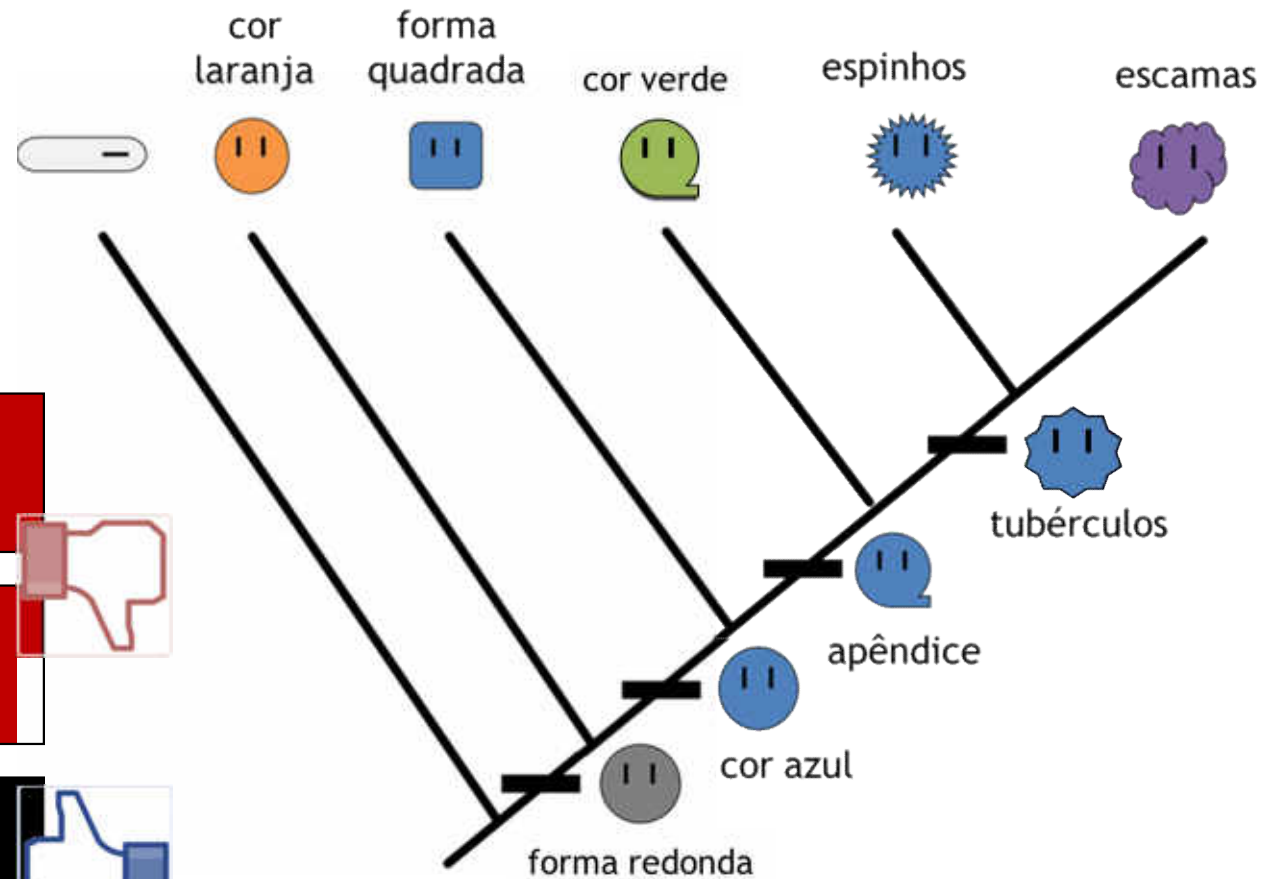 cor
laranja
forma
quadrada
cor verde
espinhos
escamas
tubérculos
apêndice
cor azul
forma redonda